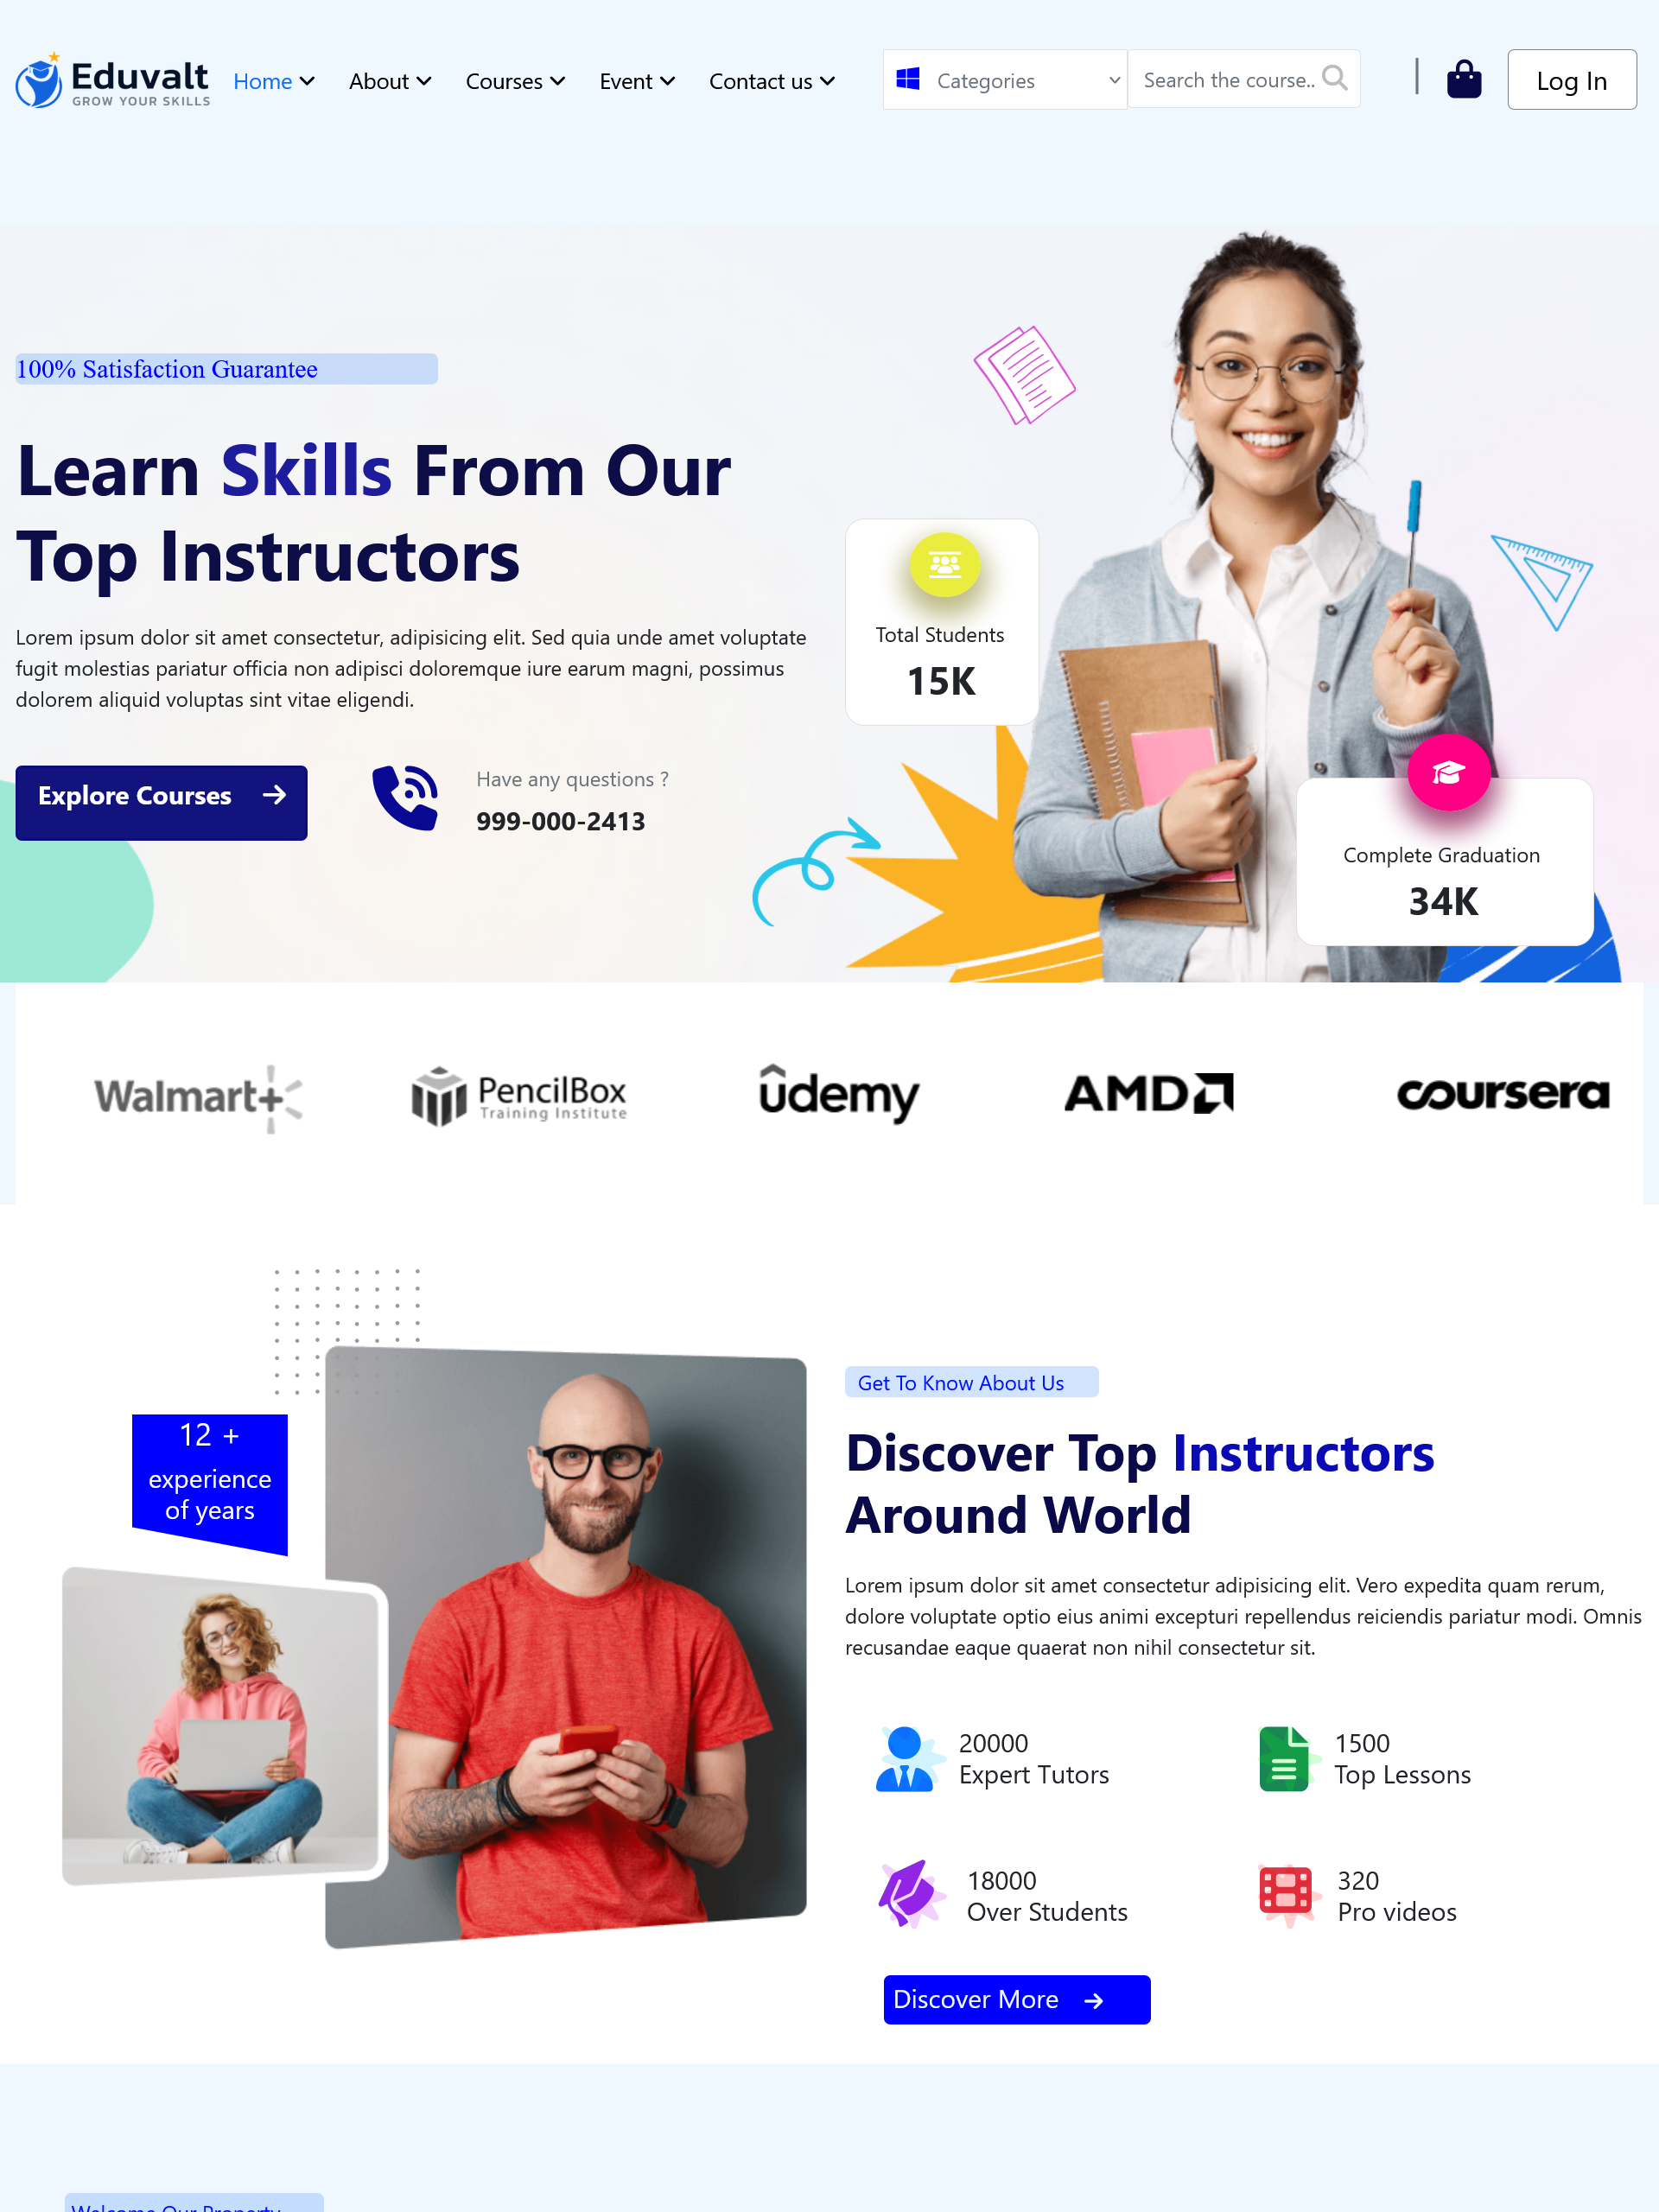 Eduvalt
GROW YOUR SKILLS
Home
About
Courses
Event
Contact us
Categories
Search the course..
Log In
100% Satisfaction Guarantee
Learn Skills From Our
Top Instructors
Lorem ipsum dolor sit amet consectetur, adipisicing elit. Sed quia unde amet voluptate
fugit molestias pariatur officia non adipisci doloremque iure earum magni, possimus
dolorem aliquid voluptas sint vitae eligendi.
Explore Courses
Have any questions ?
999-000-2413
Total Students
15K
Complete Graduation
34K
Walmart+
PencilBox
Training Institute
ûdemy
AMD
coursera
12 +
experience
of years
Get To Know About Us
Discover Top Instructors
Around World
Lorem ipsum dolor sit amet consectetur adipisicing elit. Vero expedita quam rerum,
dolore voluptate optio eius animi excepturi repellendus reiciendis pariatur modi. Omnis
recusandae eaque quaerat non nihil consectetur sit.
20000
Expert Tutors
1500
Top Lessons
18000
Over Students
320
Pro videos
Discover More
Welcome Our Property